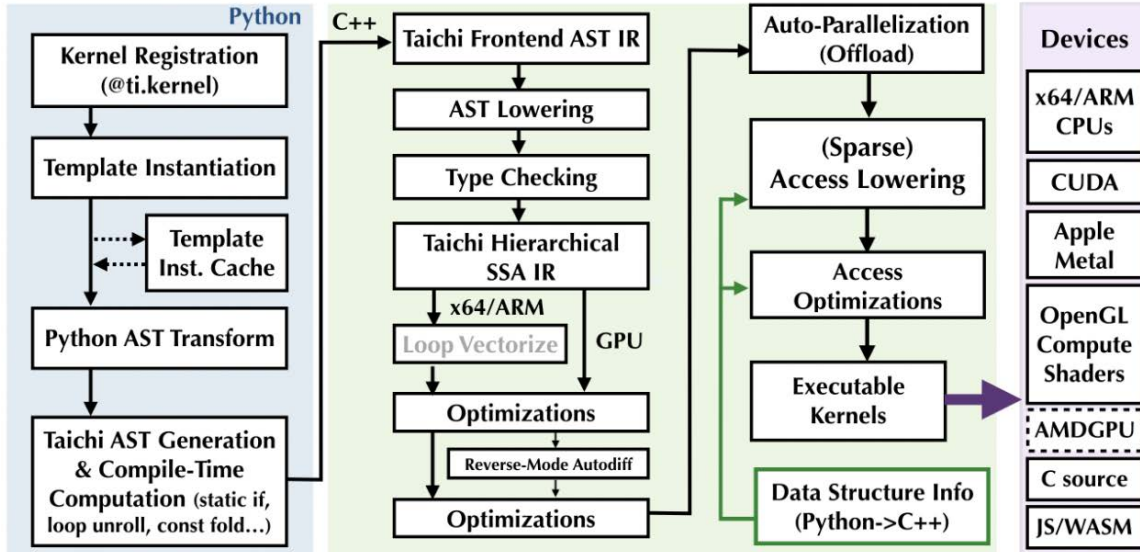 Python
Kernel Registration
(@ti.kernel)
Template Instantiation
Template
Inst. Cache
Python AST Transform
Taichi AST Generation
& Compile-Time
Computation (static if,
loop unroll, const fold...)
C++
Taichi Frontend AST IR
AST Lowering
Type Checking
Taichi Hierarchical
SSA IR
x64/ARM
Loop Vectorize
GPU
Optimizations
Reverse-Mode Autodiff
Optimizations
Auto-Parallelization
(Offload)
(Sparse)
Access Lowering
Access
Optimizations
Executable
Kernels
Data Structure Info
(Python->C++)
Devices
x64/ARM
CPUs
CUDA
Apple
Metal
OpenGL
Compute
Shaders
AMDGPU
C source
JS/WASM